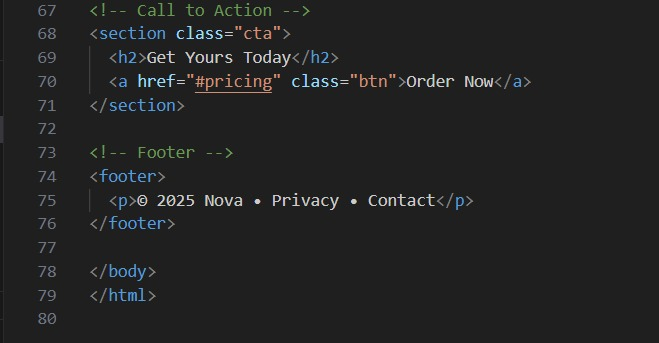 67 <!-- Call to Action -->
68 <section class="cta">
69   <h2>Get Yours Today</h2>
70   <a href="#pricing" class="btn">Order Now</a>
71 </section>
72
73 <!-- Footer -->
74 <footer>
75   <p>© 2025 Nova • Privacy • Contact</p>
76 </footer>
77
78 </body>
79 </html>
80